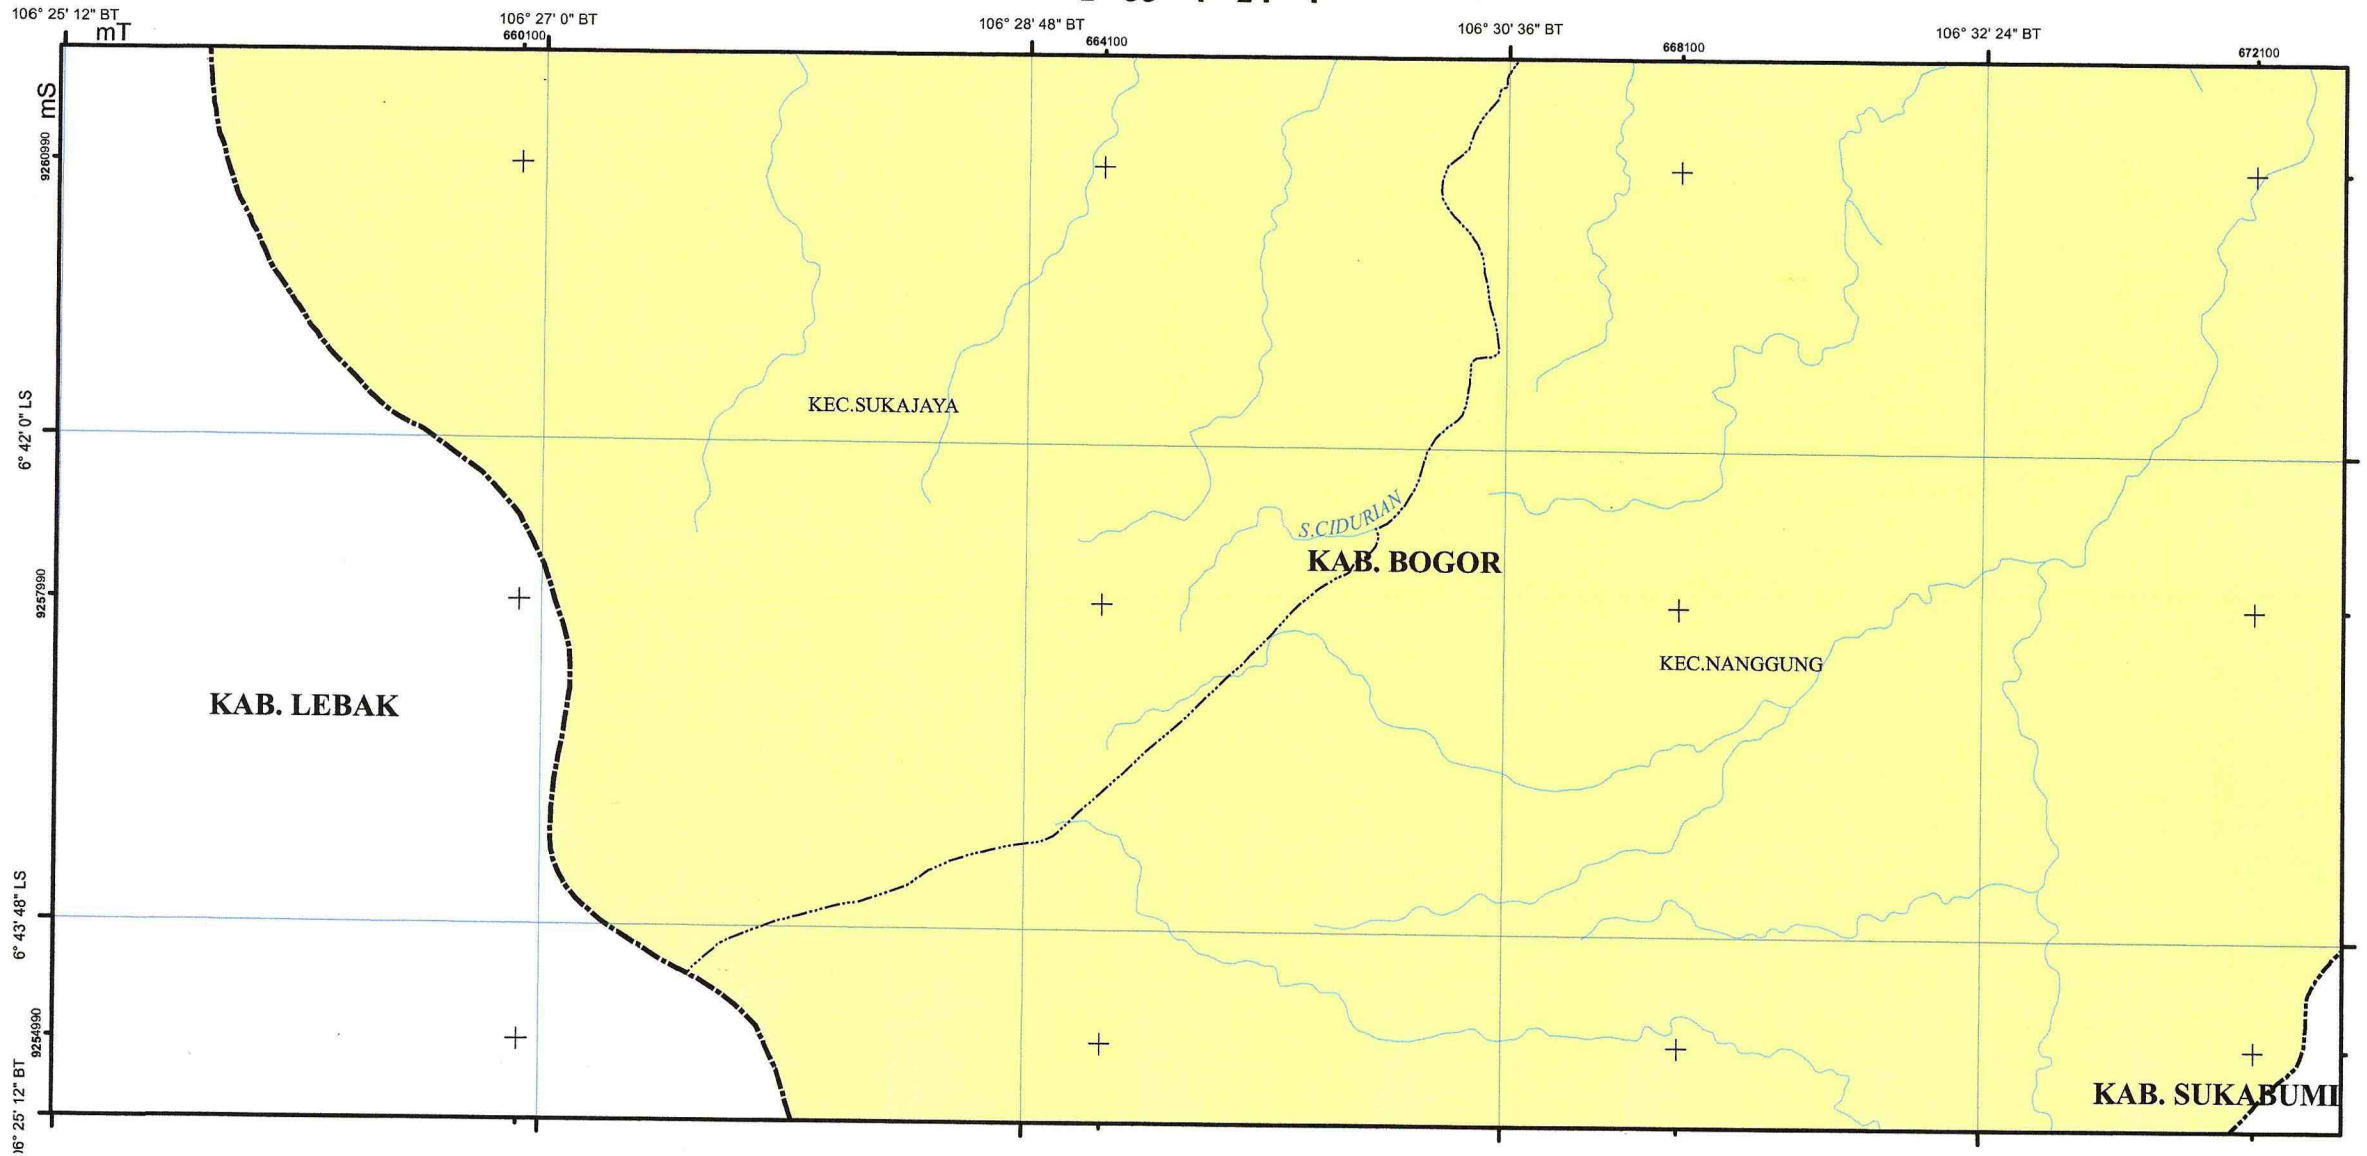 106° 25' 12" BT
106° 27' 0" BT
106° 28' 48" BT
106° 30' 36" BT
106° 32' 24" BT
mT
660100
664100
668100
672100
mS
9260990
6° 42' 0" LS
9257990
6° 43' 48" LS
9254990
06° 25' 12" BT
KEC.SUKAJAYA
S.CIDURIAN
KAB. BOGOR
KEC.NANGGUNG
KAB. LEBAK
KAB. SUKABUMI